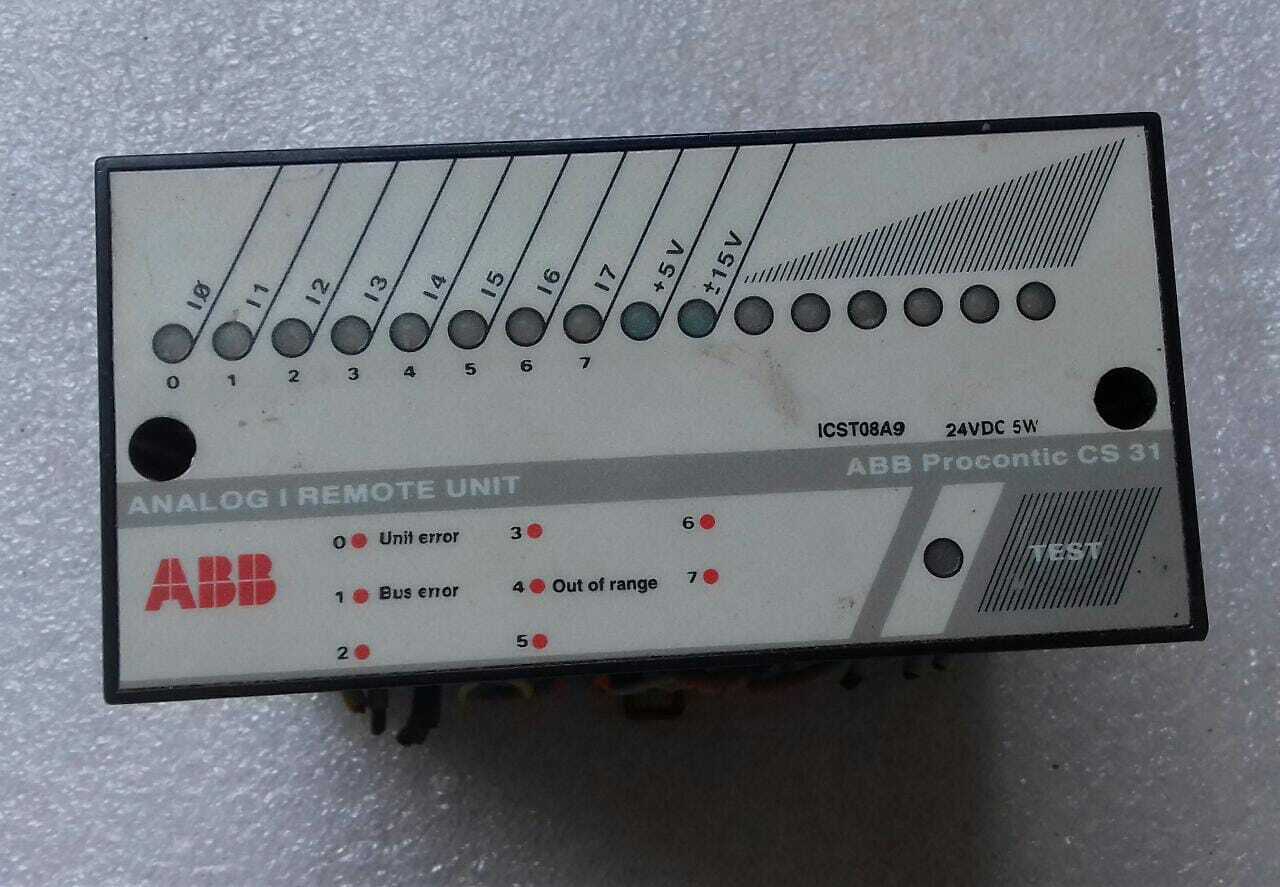 IØ I1 I2 I3 I4 I5 I6 I7 +5V ±15V
0 1 2 3 4 5 6 7
ICST08A9 24VDC 5W
ANALOG I REMOTE UNIT ABB Procontic CS 31
ABB
0 Unit error 3 6
1 Bus error 4 Out of range 7
2 5
TEST